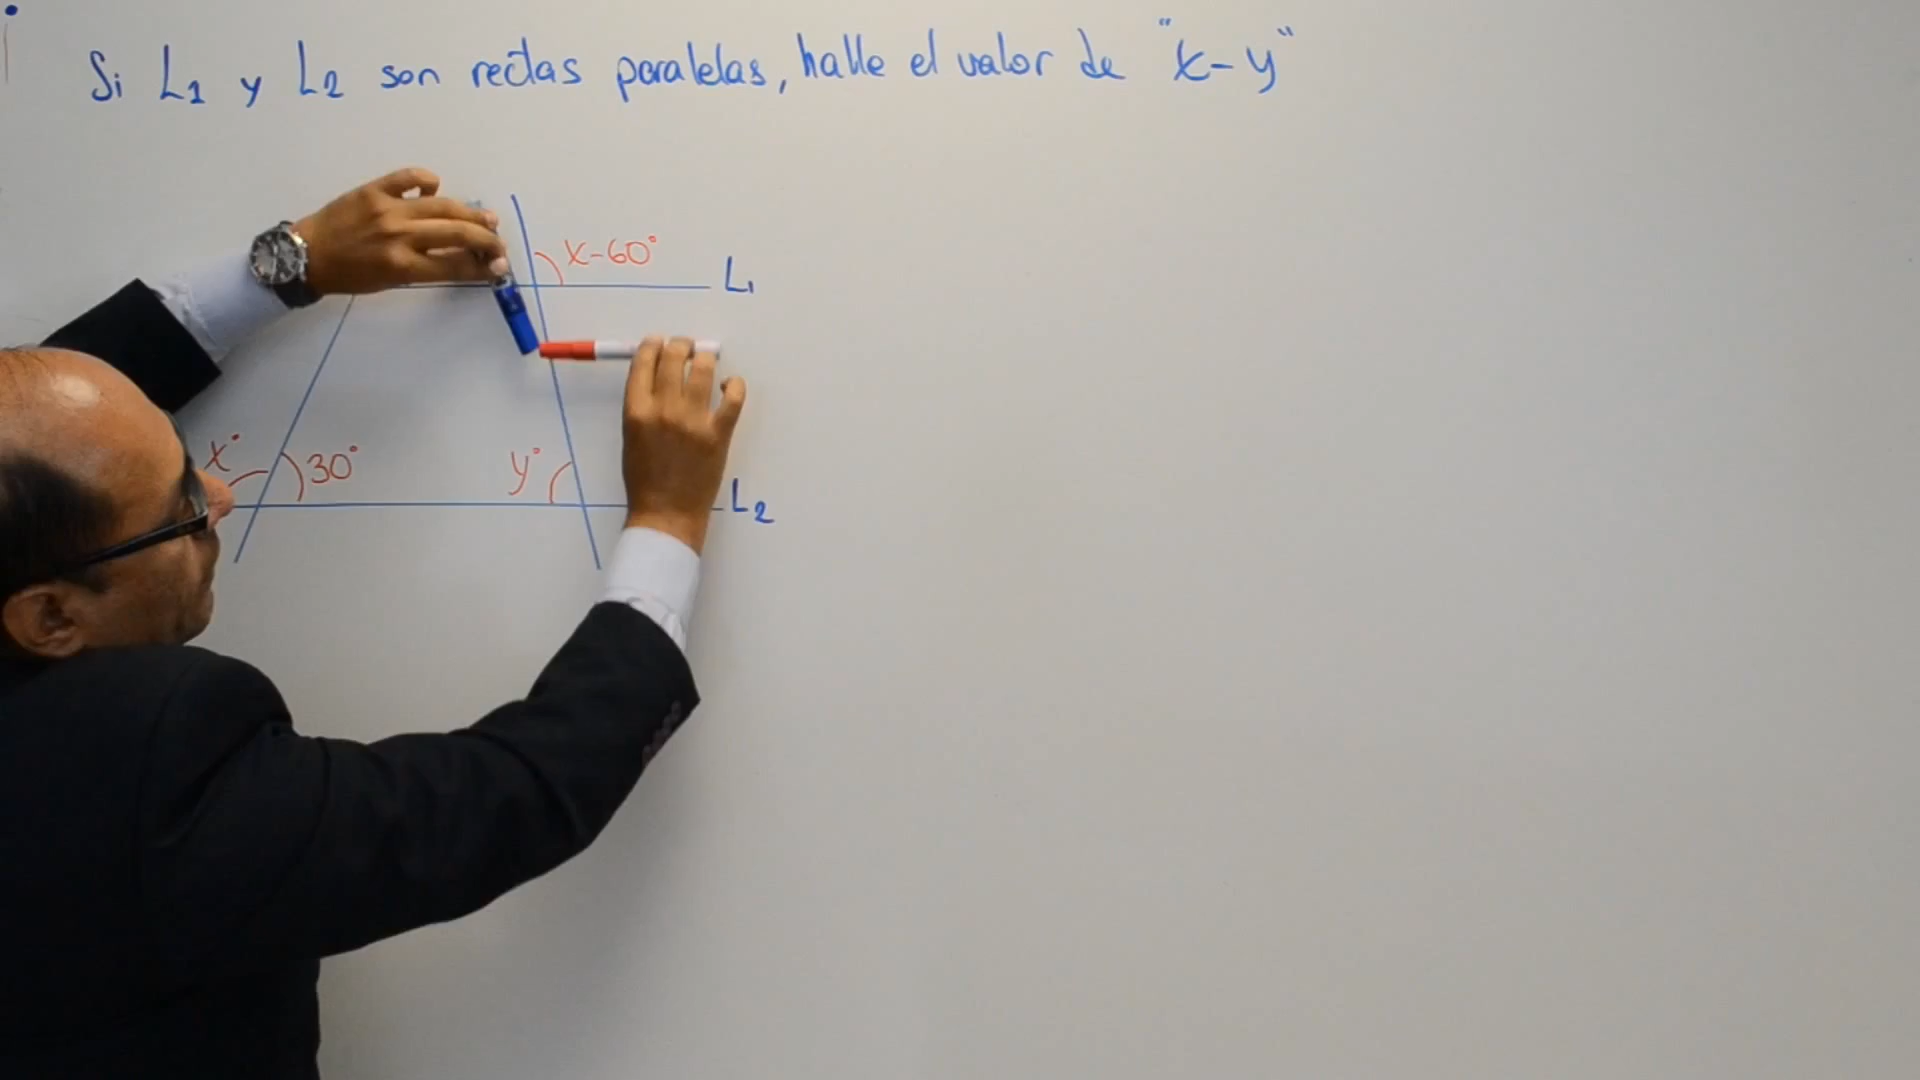 Si L1 y L2 son rectas paralelas, halle el valor de "x-y"
x-60°
L1
x°
30°
y°
L2